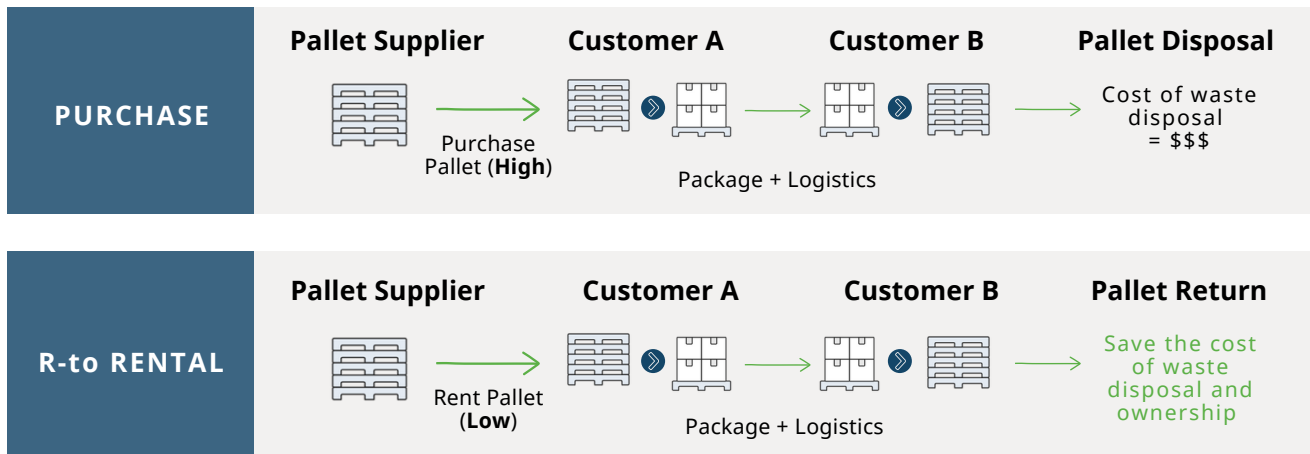 PURCHASE
Pallet Supplier
Customer A
Customer B
Pallet Disposal
Purchase
Pallet (High)
Package + Logistics
Cost of waste
disposal
= $$$
R-to RENTAL
Pallet Supplier
Customer A
Customer B
Pallet Return
Rent Pallet
(Low)
Package + Logistics
Save the cost
of waste
disposal and
ownership